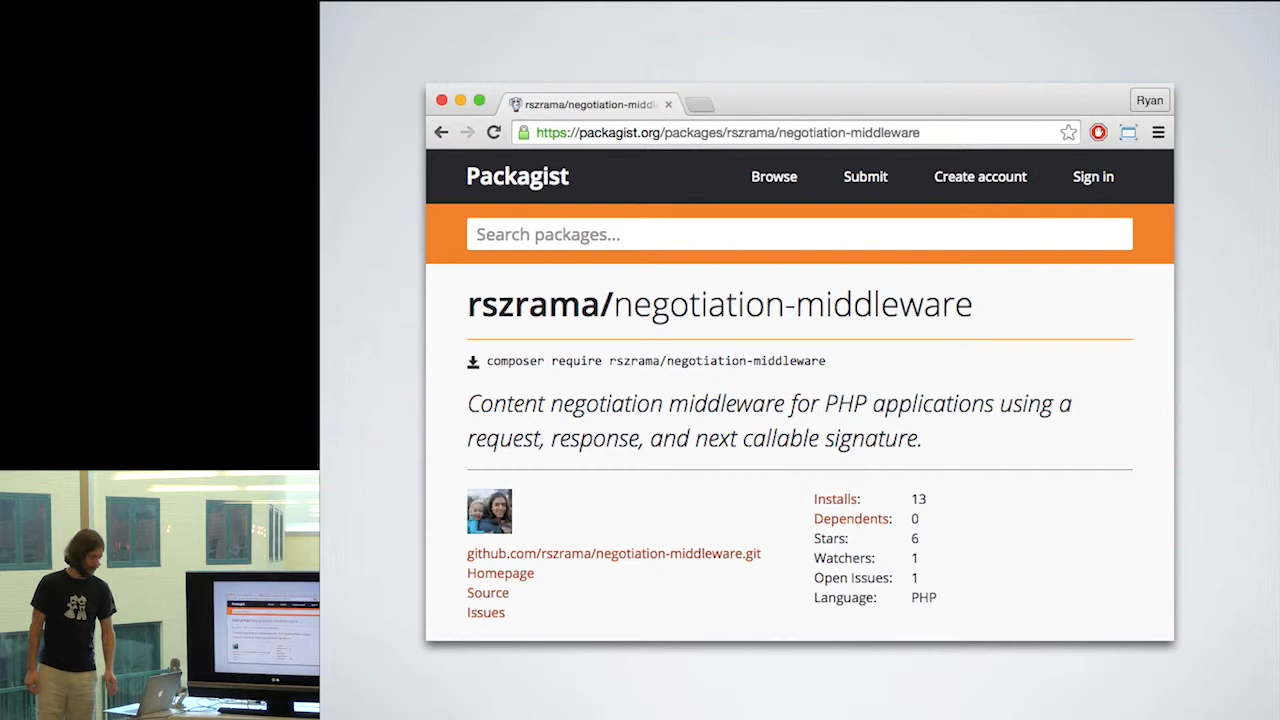 rszrama/negotiation-middl
Ryan
https://packagist.org/packages/rszrama/negotiation-middleware
Packagist
Browse
Submit
Create account
Sign in
Search packages...
rszrama/negotiation-middleware
composer require rszrama/negotiation-middleware
Content negotiation middleware for PHP applications using a
request, response, and next callable signature.
github.com/rszrama/negotiation-middleware.git
Homepage
Source
Issues
Installs: 13
Dependents: 0
Stars: 6
Watchers: 1
Open Issues: 1
Language: PHP